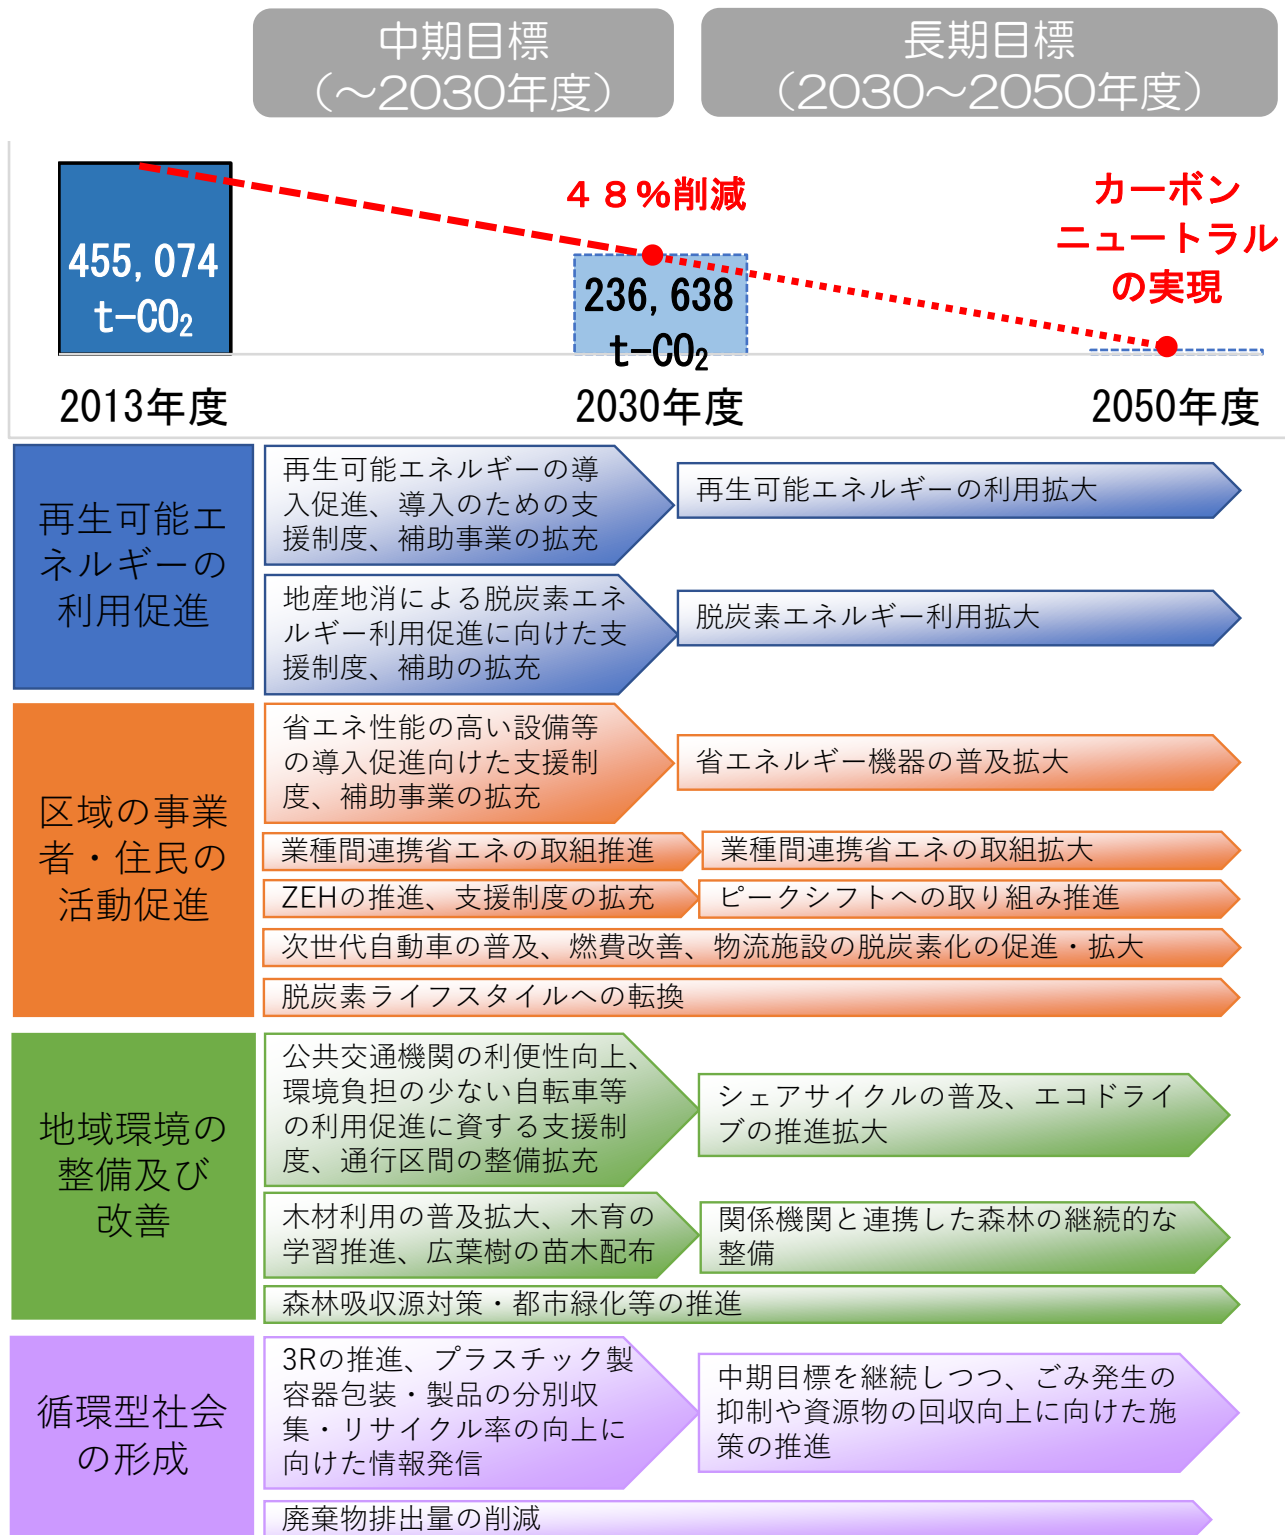 中期目標
（～2030年度）
長期目標
（2030～2050年度）
455,074
t-CO₂
４８%削減
236,638
t-CO₂
カーボン
ニュートラル
の実現
2013年度
2030年度
2050年度
再生可能エ
ネルギーの
利用促進
再生可能エネルギーの導
入促進、導入のための支
援制度、補助事業の拡充
再生可能エネルギーの利用拡大
地産地消による脱炭素エネ
ルギー利用促進に向けた支
援制度、補助の拡充
脱炭素エネルギー利用拡大
区域の事業
者・住民の
活動促進
省エネ性能の高い設備等
の導入促進向けた支援制
度、補助事業の拡充
省エネルギー機器の普及拡大
業種間連携省エネの取組推進
業種間連携省エネの取組拡大
ZEHの推進、支援制度の拡充
ピークシフトへの取り組み推進
次世代自動車の普及、燃費改善、物流施設の脱炭素化の促進・拡大
脱炭素ライフスタイルへの転換
地域環境の
整備及び
改善
公共交通機関の利便性向上、
環境負担の少ない自転車等
の利用促進に資する支援制
度、通行区間の整備拡充
シェアサイクルの普及、エコドライ
ブの推進拡大
木材利用の普及拡大、木育の
学習推進、広葉樹の苗木配布
関係機関と連携した森林の継続的な
整備
森林吸収源対策・都市緑化等の推進
循環型社会
の形成
3Rの推進、プラスチック製
容器包装・製品の分別収
集・リサイクル率の向上に
向けた情報発信
中期目標を継続しつつ、ごみ発生の
抑制や資源物の回収向上に向けた施
策の推進
廃棄物排出量の削減